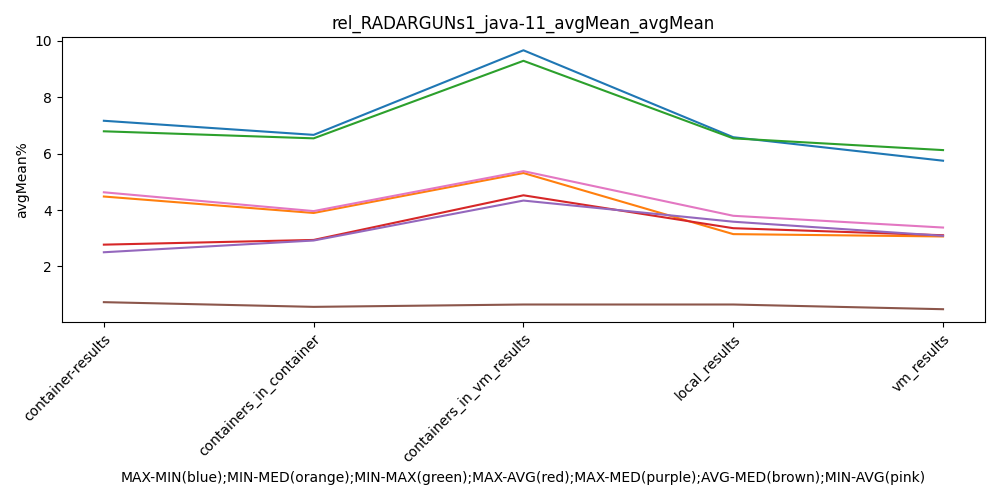 rel_RADARGUNs1_java-11_avgMean_avgMean
10
8
6
4
2
avgMean%
container-results
containers_in_container
containers_in_vm_results
local_results
vm_results
MAX-MIN(blue);MIN-MED(orange);MIN-MAX(green);MAX-AVG(red);MAX-MED(purple);AVG-MED(brown);MIN-AVG(pink)